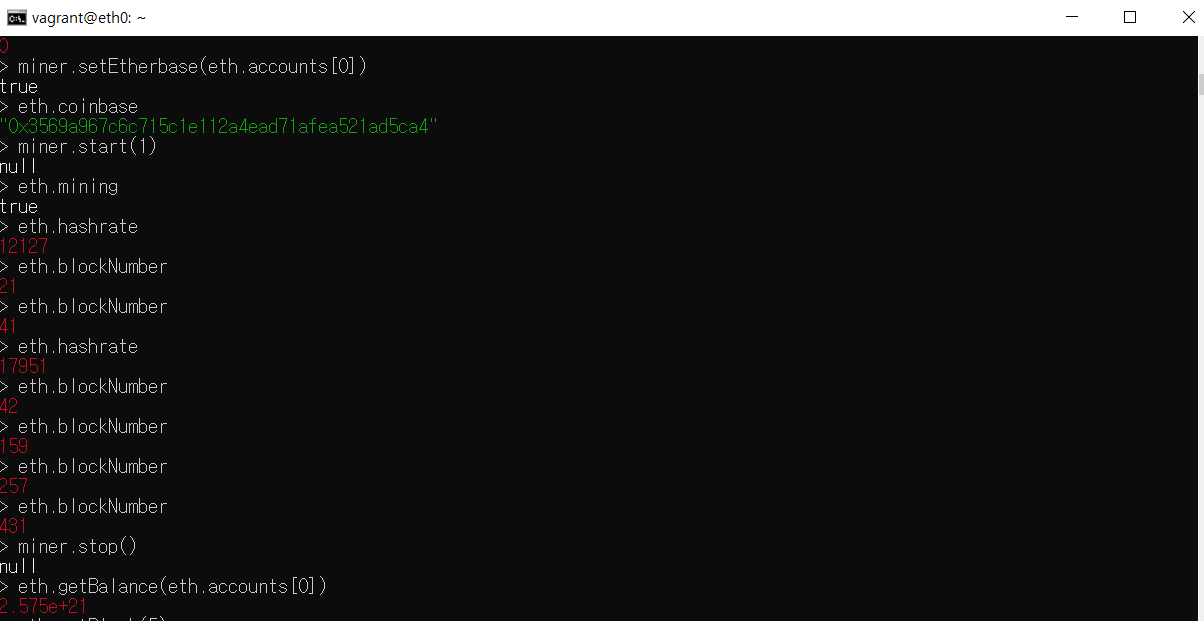 vagrant@eth0: ~
0
> miner.setEtherbase(eth.accounts[0])
true
> eth.coinbase
"0x3569a967c6c715c1e112a4ead71afea521ad5ca4"
> miner.start(1)
null
> eth.mining
true
> eth.hashrate
12127
> eth.blockNumber
21
> eth.blockNumber
41
> eth.hashrate
17951
> eth.blockNumber
42
> eth.blockNumber
159
> eth.blockNumber
257
> eth.blockNumber
431
> miner.stop()
null
> eth.getBalance(eth.accounts[0])
2.575e+21